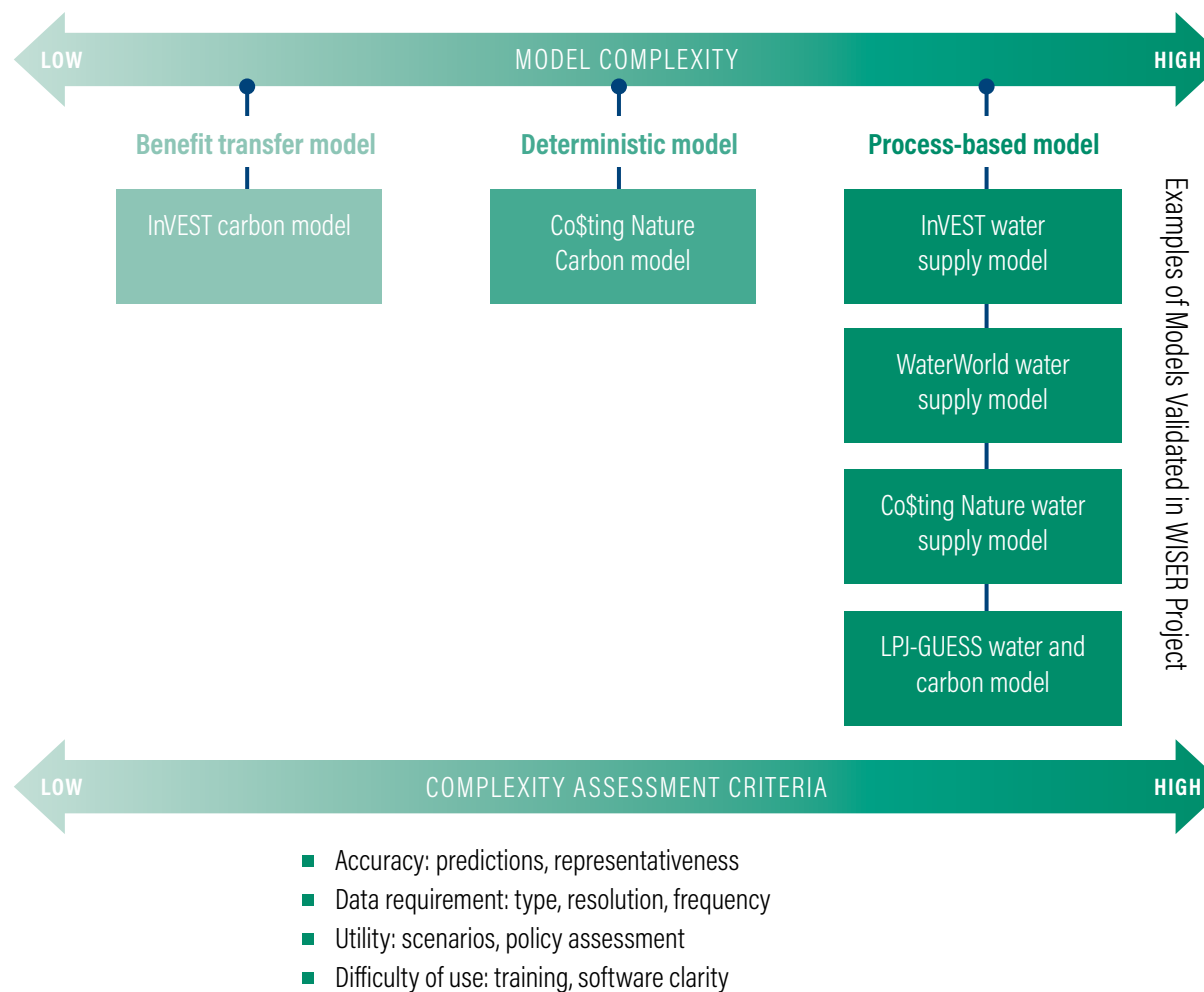 LOW
MODEL COMPLEXITY
HIGH
Benefit transfer model
Deterministic model
Process-based model
InVEST carbon model
Co$ting Nature
Carbon model
InVEST water
supply model
WaterWorld water
supply model
Co$ting Nature water
supply model
LPJ-GUESS water and
carbon model
Examples of Models Validated in WISER Project
LOW
COMPLEXITY ASSESSMENT CRITERIA
HIGH
Accuracy: predictions, representativeness
Data requirement: type, resolution, frequency
Utility: scenarios, policy assessment
Difficulty of use: training, software clarity